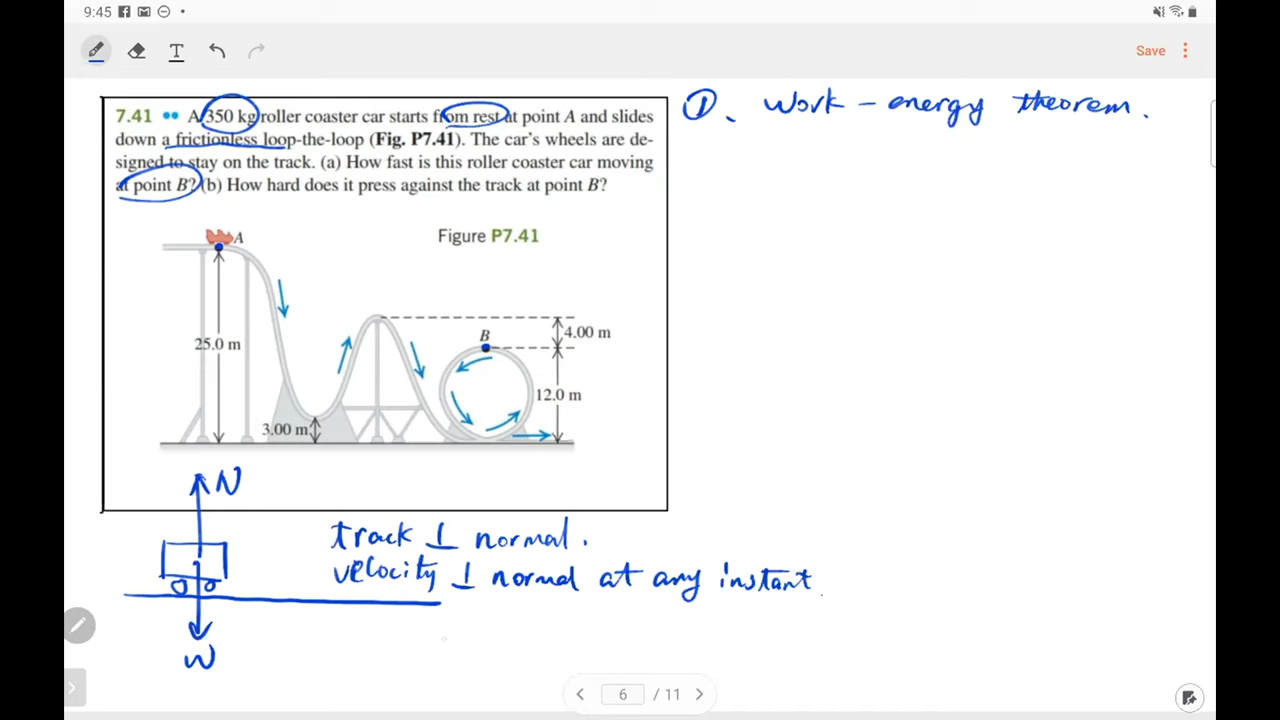 9:45
Save
7.41 •• A 350 kg roller coaster car starts from rest at point A and slides
down a frictionless loop-the-loop (Fig. P7.41). The car's wheels are de-
signed to stay on the track. (a) How fast is this roller coaster car moving
at point B? (b) How hard does it press against the track at point B?
①. Work - energy theorem.
Figure P7.41
A
25.0 m
3.00 m
B
4.00 m
12.0 m
N
W
track ⊥ normal.
velocity ⊥ normal at any instant.
6 / 11